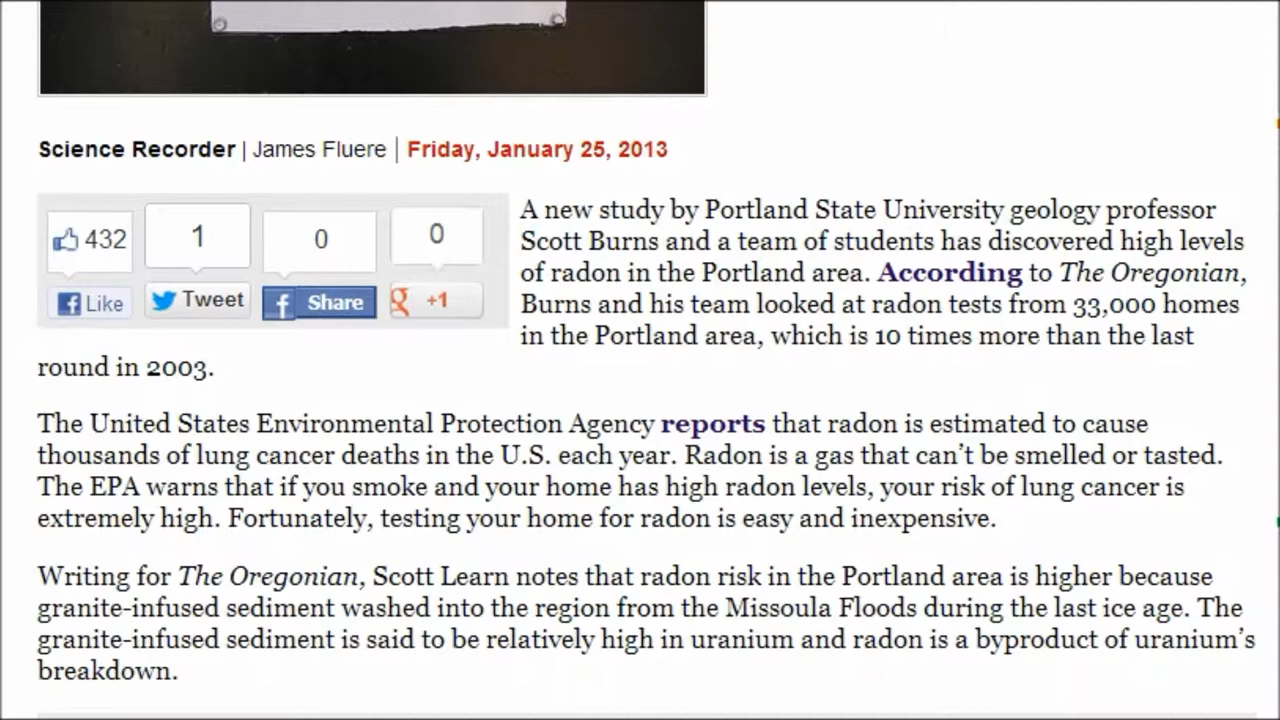 Science Recorder | James Fluere | Friday, January 25, 2013
432
1
0
0
Like
Tweet
Share
+1
A new study by Portland State University geology professor
Scott Burns and a team of students has discovered high levels
of radon in the Portland area. According to The Oregonian,
Burns and his team looked at radon tests from 33,000 homes
in the Portland area, which is 10 times more than the last
round in 2003.
The United States Environmental Protection Agency reports that radon is estimated to cause
thousands of lung cancer deaths in the U.S. each year. Radon is a gas that can’t be smelled or tasted.
The EPA warns that if you smoke and your home has high radon levels, your risk of lung cancer is
extremely high. Fortunately, testing your home for radon is easy and inexpensive.
Writing for The Oregonian, Scott Learn notes that radon risk in the Portland area is higher because
granite-infused sediment washed into the region from the Missoula Floods during the last ice age. The
granite-infused sediment is said to be relatively high in uranium and radon is a byproduct of uranium’s
breakdown.